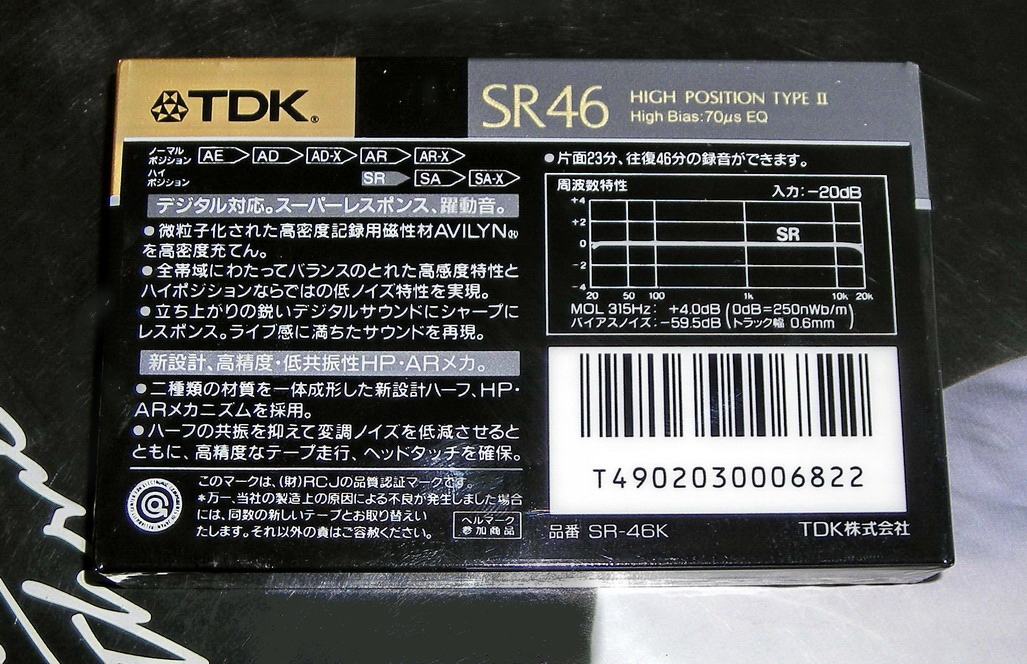 TDK®
SR46
HIGH POSITION TYPE II
High Bias:70μs EQ
ノーマルポジション AE AD AD-X AR AR-X
ハイポジション SR SA SA-X
デジタル対応。スーパーレスポンス、躍動音。
●微粒子化された高密度記録用磁性材AVILYN®
を高密度充てん。
●全帯域にわたってバランスのとれた高感度特性と
ハイポジションならではの低ノイズ特性を実現。
●立ち上がりの鋭いデジタルサウンドにシャープに
レスポンス。ライブ感に満ちたサウンドを再現。
新設計、高精度・低共振性HP・ARメカ。
●二種類の材質を一体成形した新設計ハーフ、HP・
ARメカニズムを採用。
●ハーフの共振を抑えて変調ノイズを低減させると
ともに、高精度なテープ走行、ヘッドタッチを確保。
このマークは、(財)RCJの品質認証マークです。
*万一、当社の製造上の原因による不良が発生しました場合
には、同数の新しいテープとお取り替えい
たします。それ以外の責はご容赦ください。
ベルマーク
参加商品
●片面23分、往復46分の録音ができます。
周波数特性 入力:−20dB
+4
+2
0
−2
−4
SR
20 50 100 1k 10k 20k
MOL 315Hz: +4.0dB (0dB=250nWb/m
バイアスノイズ:−59.5dB トラック幅 0.6mm)
T4902030006822
品番 SR-46K
TDK株式会社